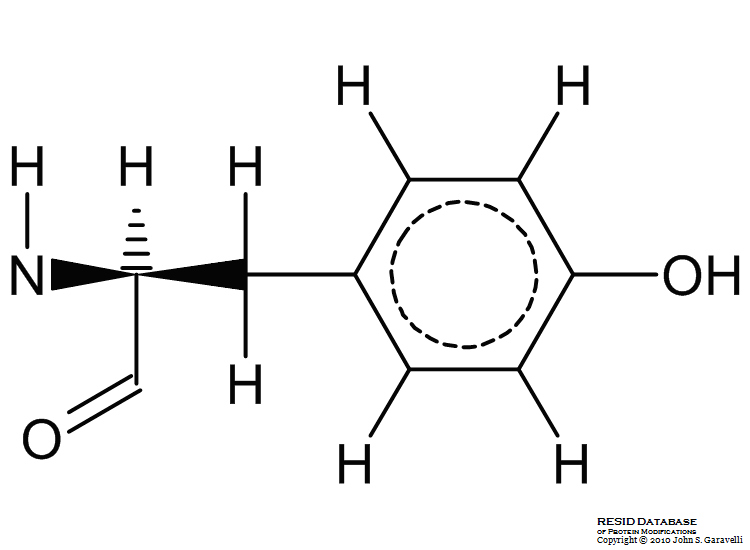 H H
H H H
N OH
H
O
H H
RESID DATABASE
OF PROTEIN MODIFICATIONS
Copyright © 2010 John S. Garavelli